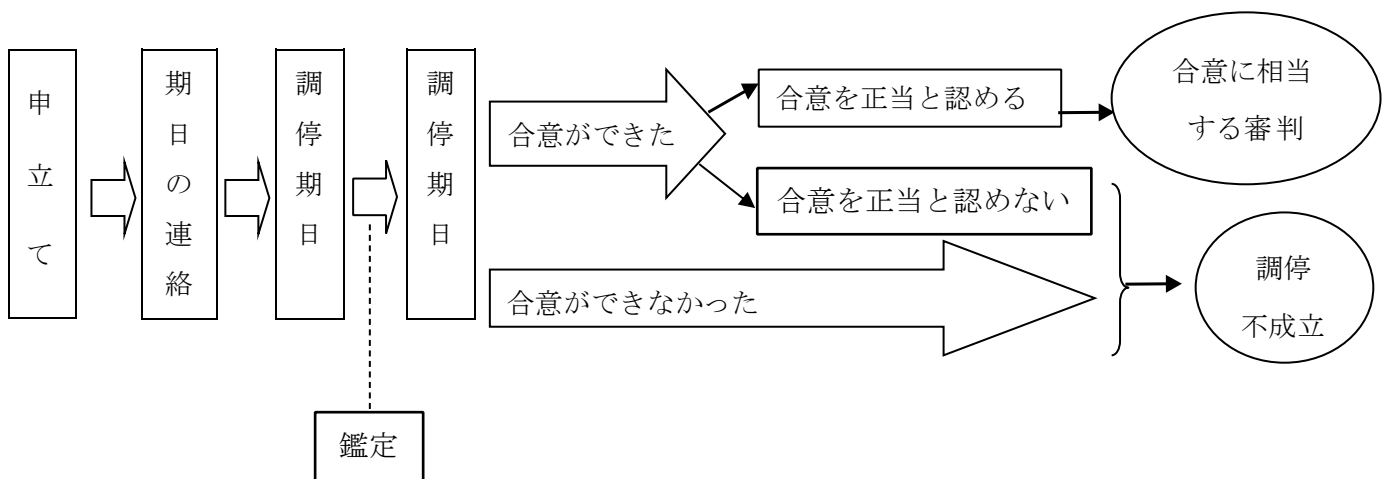 申立て
期日の連絡
調停期日
調停期日
合意ができた
合意を正当と認める
合意に相当
する審判
合意を正当と認めない
合意ができなかった
調停
不成立
鑑定